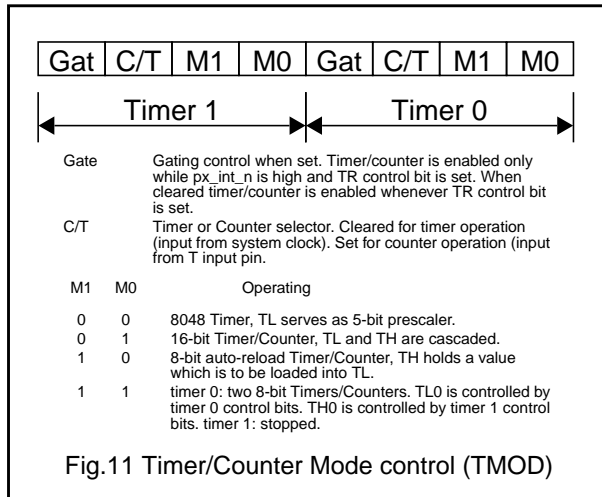 Gat C/T M1 M0 Gat C/T M1 M0
Timer 1 Timer 0
Gate Gating control when set. Timer/counter is enabled only
while px_int_n is high and TR control bit is set. When
cleared timer/counter is enabled whenever TR control bit
is set.
C/T Timer or Counter selector. Cleared for timer operation
(input from system clock). Set for counter operation (input
from T input pin.
M1 M0 Operating
0 0 8048 Timer, TL serves as 5-bit prescaler.
0 1 16-bit Timer/Counter, TL and TH are cascaded.
1 0 8-bit auto-reload Timer/Counter, TH holds a value
which is to be loaded into TL.
1 1 timer 0: two 8-bit Timers/Counters. TL0 is controlled by
timer 0 control bits. TH0 is controlled by timer 1 control
bits. timer 1: stopped.
Fig.11 Timer/Counter Mode control (TMOD)